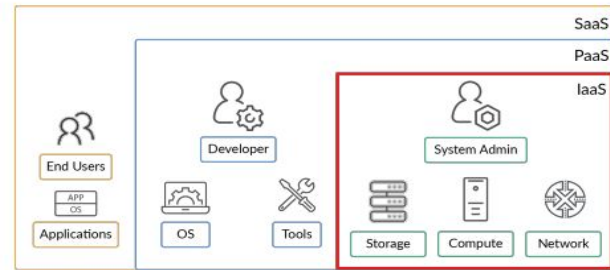 SaaS
PaaS
IaaS
Developer
System Admin
End Users
APP
OS
Applications
OS
Tools
Storage
Compute
Network